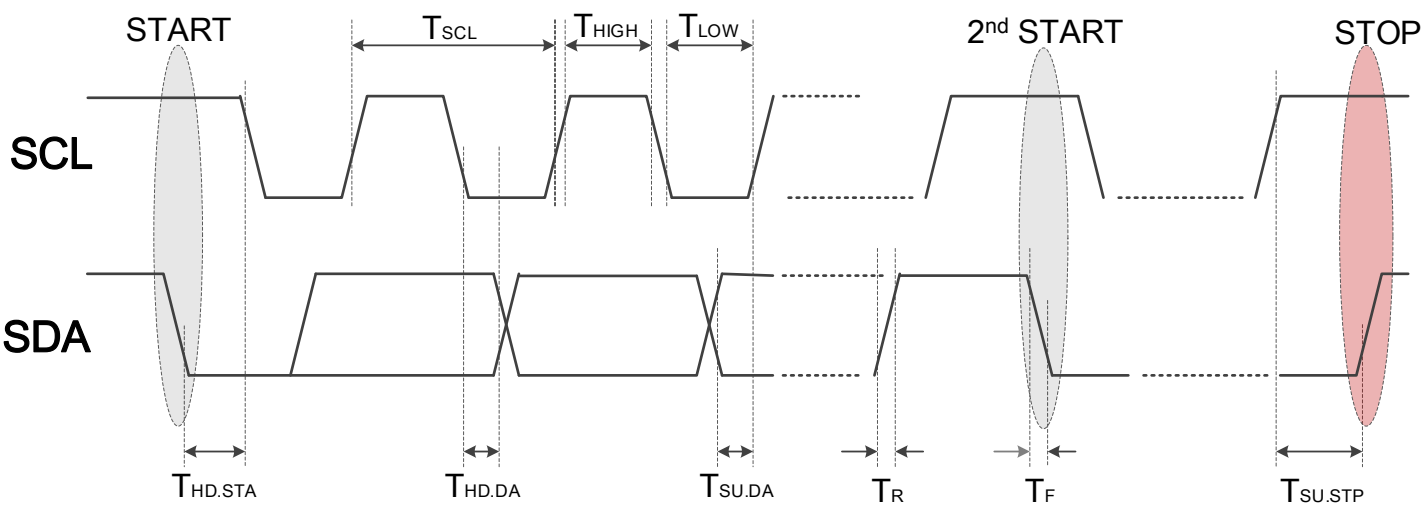 START
TSCL
THIGH
TLOW
2nd START
STOP
SCL
SDA
THD.STA
THD.DA
TSU.DA
TR
TF
TSU.STP